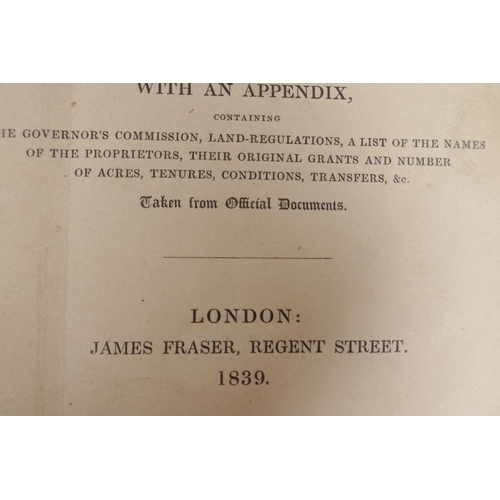 WITH AN APPENDIX,
CONTAINING
HE GOVERNOR'S COMMISSION, LAND-REGULATIONS, A LIST OF THE NAMES
OF THE PROPRIETORS, THEIR ORIGINAL GRANTS AND NUMBER
OF ACRES, TENURES, CONDITIONS, TRANSFERS, &c.
Taken from Official Documents.
LONDON:
JAMES FRASER, REGENT STREET.
1839.